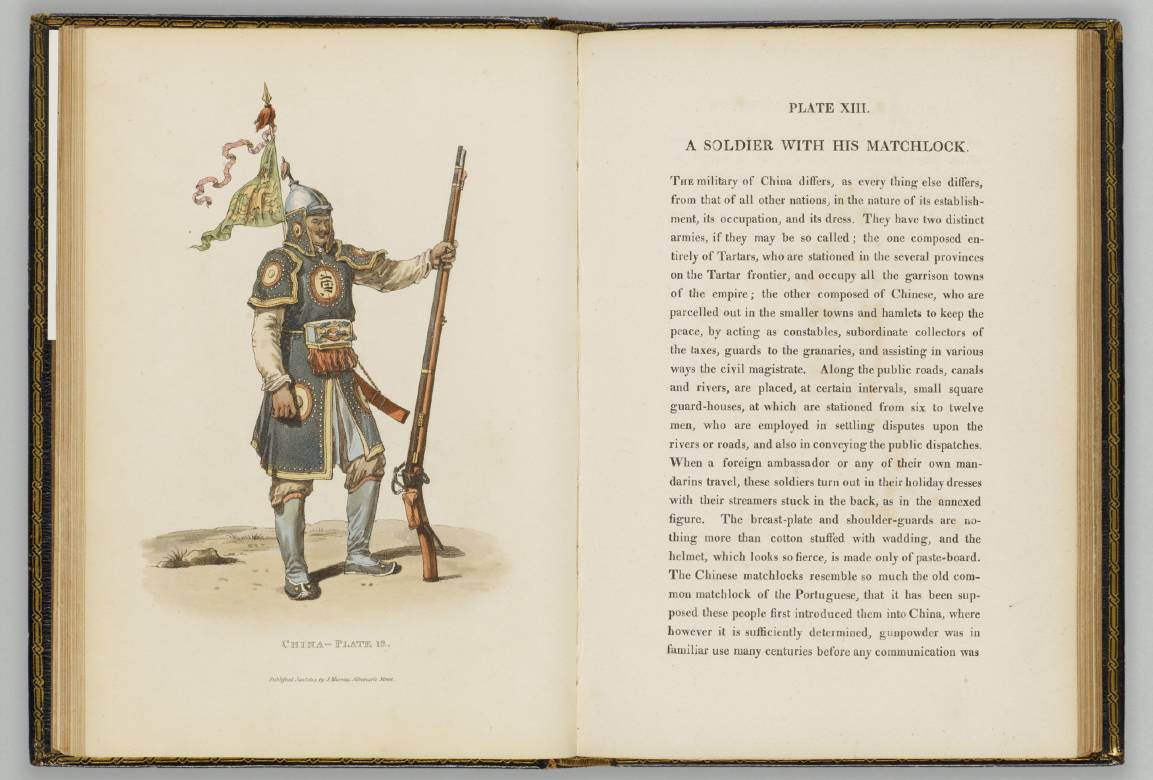 CHINA—PLATE 13.
by J. Murray, Albemarle Street.
PLATE XIII.
A SOLDIER WITH HIS MATCHLOCK.
THE military of China differs, as every thing else differs,
from that of all other nations, in the nature of its establish-
ment, its occupation, and its dress. They have two distinct
armies, if they may be so called; the one composed en-
tirely of Tartars, who are stationed in the several provinces
on the Tartar frontier, and occupy all the garrison towns
of the empire; the other composed of Chinese, who are
parcelled out in the smaller towns and hamlets to keep the
peace, by acting as constables, subordinate collectors of
the taxes, guards to the granaries, and assisting in various
ways the civil magistrate. Along the public roads, canals
and rivers, are placed, at certain intervals, small square
guard-houses, at which are stationed from six to twelve
men, who are employed in settling disputes upon the
rivers or roads, and also in conveying the public dispatches.
When a foreign ambassador or any of their own man-
darins travel, these soldiers turn out in their holiday dresses
with their streamers stuck in the back, as in the annexed
figure. The breast-plate and shoulder-guards are no-
thing more than cotton stuffed with wadding, and the
helmet, which looks so fierce, is made only of paste-board.
The Chinese matchlocks resemble so much the old com-
mon matchlock of the Portuguese, that it has been sup-
posed these people first introduced them into China, where
however it is sufficiently determined, gunpowder was in
familiar use many centuries before any communication was